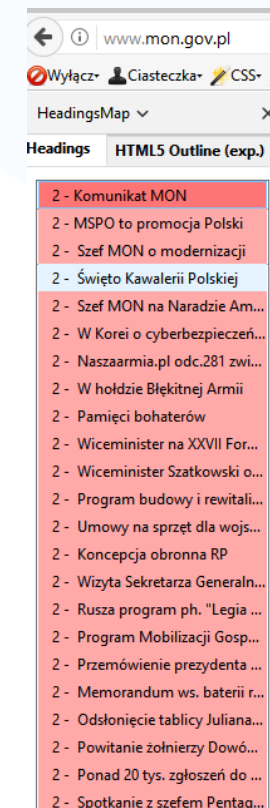 www.mon.gov.pl
Wyłącz Ciasteczka CSS
HeadingsMap
Headings HTML5 Outline (exp.)
2 - Komunikat MON
2 - MSPO to promocja Polski
2 - Szef MON o modernizacji
2 - Święto Kawalerii Polskiej
2 - Szef MON na Naradzie Am...
2 - W Korei o cyberbezpieczeń...
2 - Naszaarmia.pl odc.281 zwi...
2 - W hołdzie Błękitnej Armii
2 - Pamięci bohaterów
2 - Wiceminister na XXVII For...
2 - Wiceminister Szatkowski o...
2 - Program budowy i rewitali...
2 - Umowy na sprzęt dla wojs...
2 - Koncepcja obronna RP
2 - Wizyta Sekretarza Generaln...
2 - Rusza program ph. "Legia ...
2 - Program Mobilizacji Gosp...
2 - Przemówienie prezydenta ...
2 - Memorandum ws. baterii r...
2 - Odsłonięcie tablicy Juliana...
2 - Powitanie żołnierzy Dowó...
2 - Ponad 20 tys. zgłoszeń do ...
2 - Spotkanie z szefem Pentag...